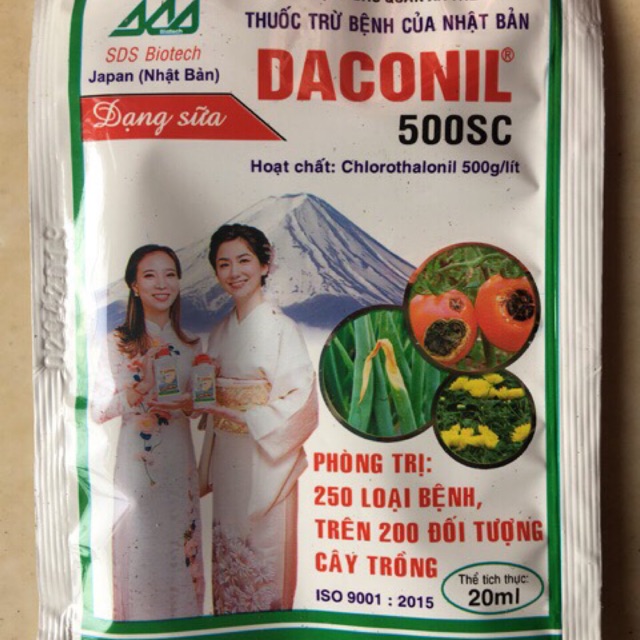 THUỐC TRỪ BỆNH CỦA NHẬT BẢN
SDS Biotech
Japan (Nhật Bản)
DACONIL®
500SC
Dạng sữa
Hoạt chất: Chlorothalonil 500g/lít
PHÒNG TRỊ:
250 LOẠI BỆNH,
TRÊN 200 ĐỐI TƯỢNG
CÂY TRỒNG
Thể tích thực:
20ml
ISO 9001 : 2015